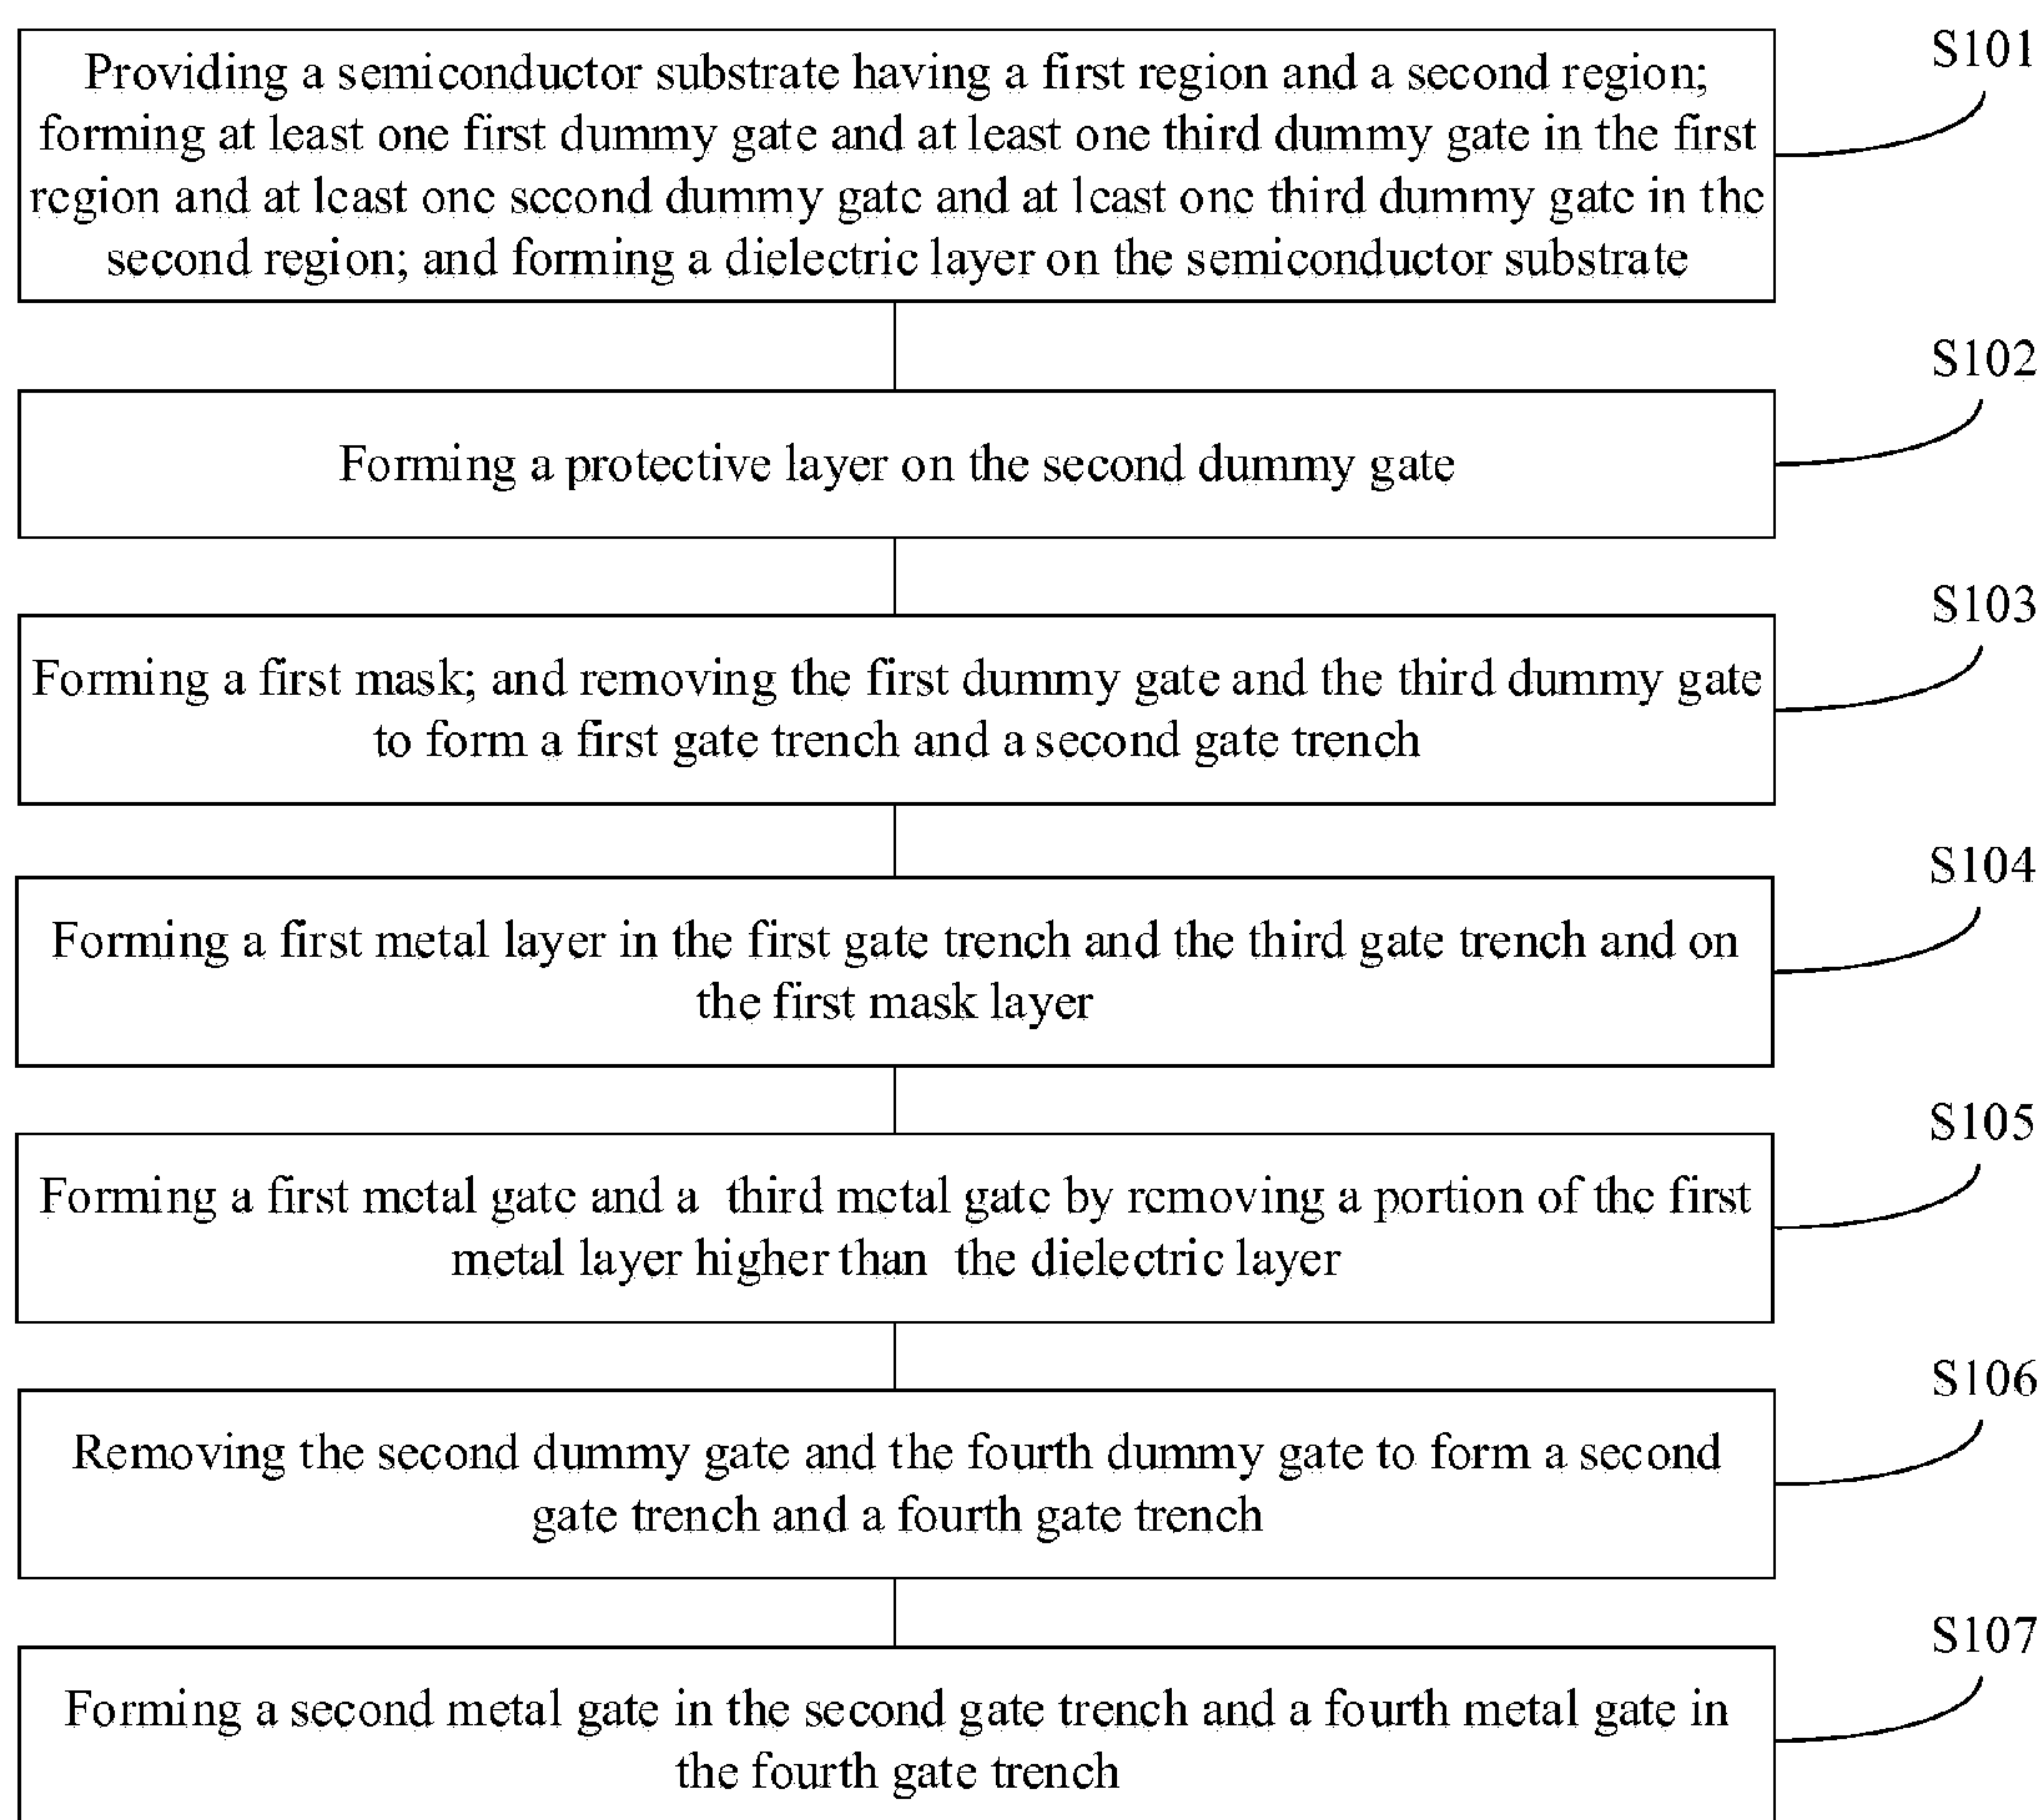 S101
Providing a semiconductor substrate having a first region and a second region;
forming at least one first dummy gate and at least one third dummy gate in the first
region and at least one second dummy gate and at least one third dummy gate in the
second region; and forming a dielectric layer on the semiconductor substrate
S102
Forming a protective layer on the second dummy gate
S103
Forming a first mask; and removing the first dummy gate and the third dummy gate
to form a first gate trench and a second gate trench
S104
Forming a first metal layer in the first gate trench and the third gate trench and on
the first mask layer
S105
Forming a first metal gate and a third metal gate by removing a portion of the first
metal layer higher than the dielectric layer
S106
Removing the second dummy gate and the fourth dummy gate to form a second
gate trench and a fourth gate trench
S107
Forming a second metal gate in the second gate trench and a fourth metal gate in
the fourth gate trench